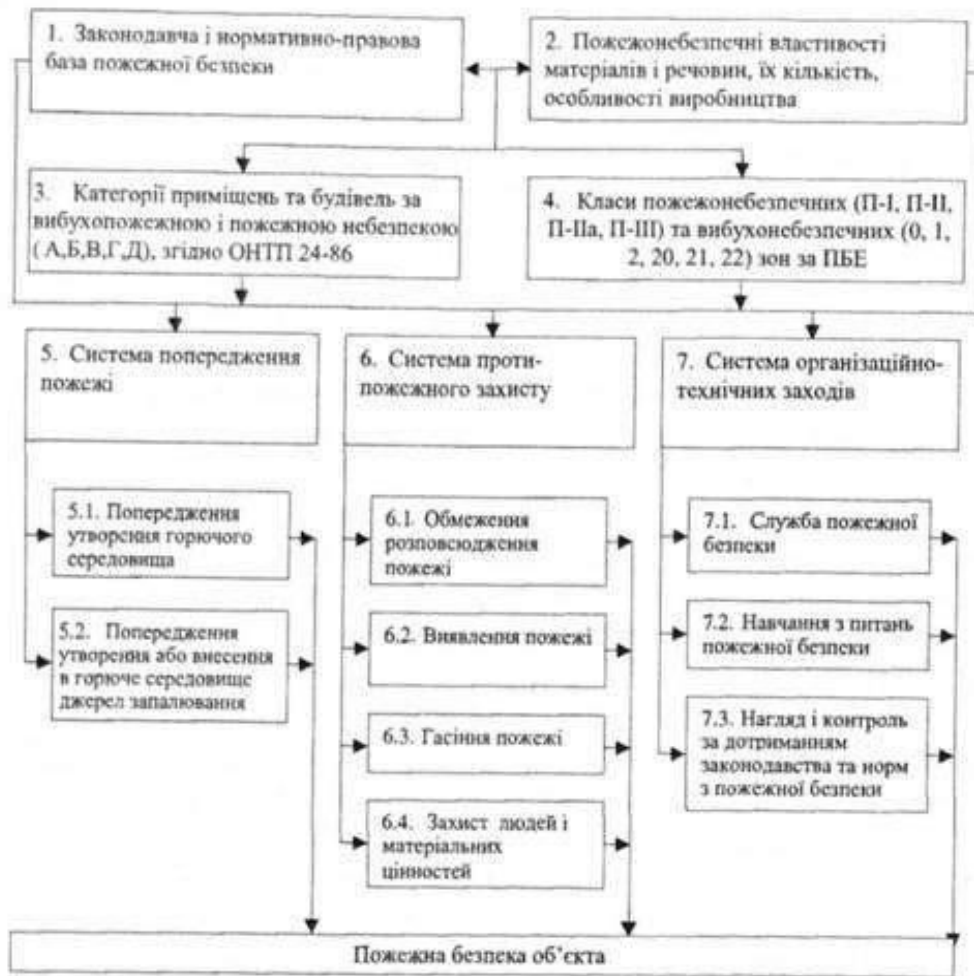 1. Законодавча і нормативно-правова
база пожежної безпеки
2. Пожежонебезпечні властивості
матеріалів і речовин, їх кількість,
особливості виробництва
3. Категорії приміщень та будівель за
вибухопожежною і пожежною небезпекою
( А,Б,В,Г,Д), згідно ОНТП 24-86
4. Класи пожежонебезпечних (П-І, П-ІІ,
П-ІІа, П-ІІІ) та вибухонебезпечних (0, 1,
2, 20, 21, 22) зон за ПБЕ
5. Система попередження
пожежі
6. Система проти-
пожежного захисту
7. Система організаційно-
технічних заходів
5.1. Попередження
утворення горючого
середовища
5.2. Попередження
утворення або внесення
в горюче середовище
джерел запалювання
6.1 Обмеження
розповсюдження
пожежі
6.2. Виявлення пожежі
6.3. Гасіння пожежі
6.4. Захист людей і
матеріальних
цінностей
7.1. Служба пожежної
безпеки
7.2. Навчання з питань
пожежної безпеки
7.3. Нагляд і контроль
за дотриманням
законодавства та норм
з пожежної безпеки
Пожежна безпека об’єкта